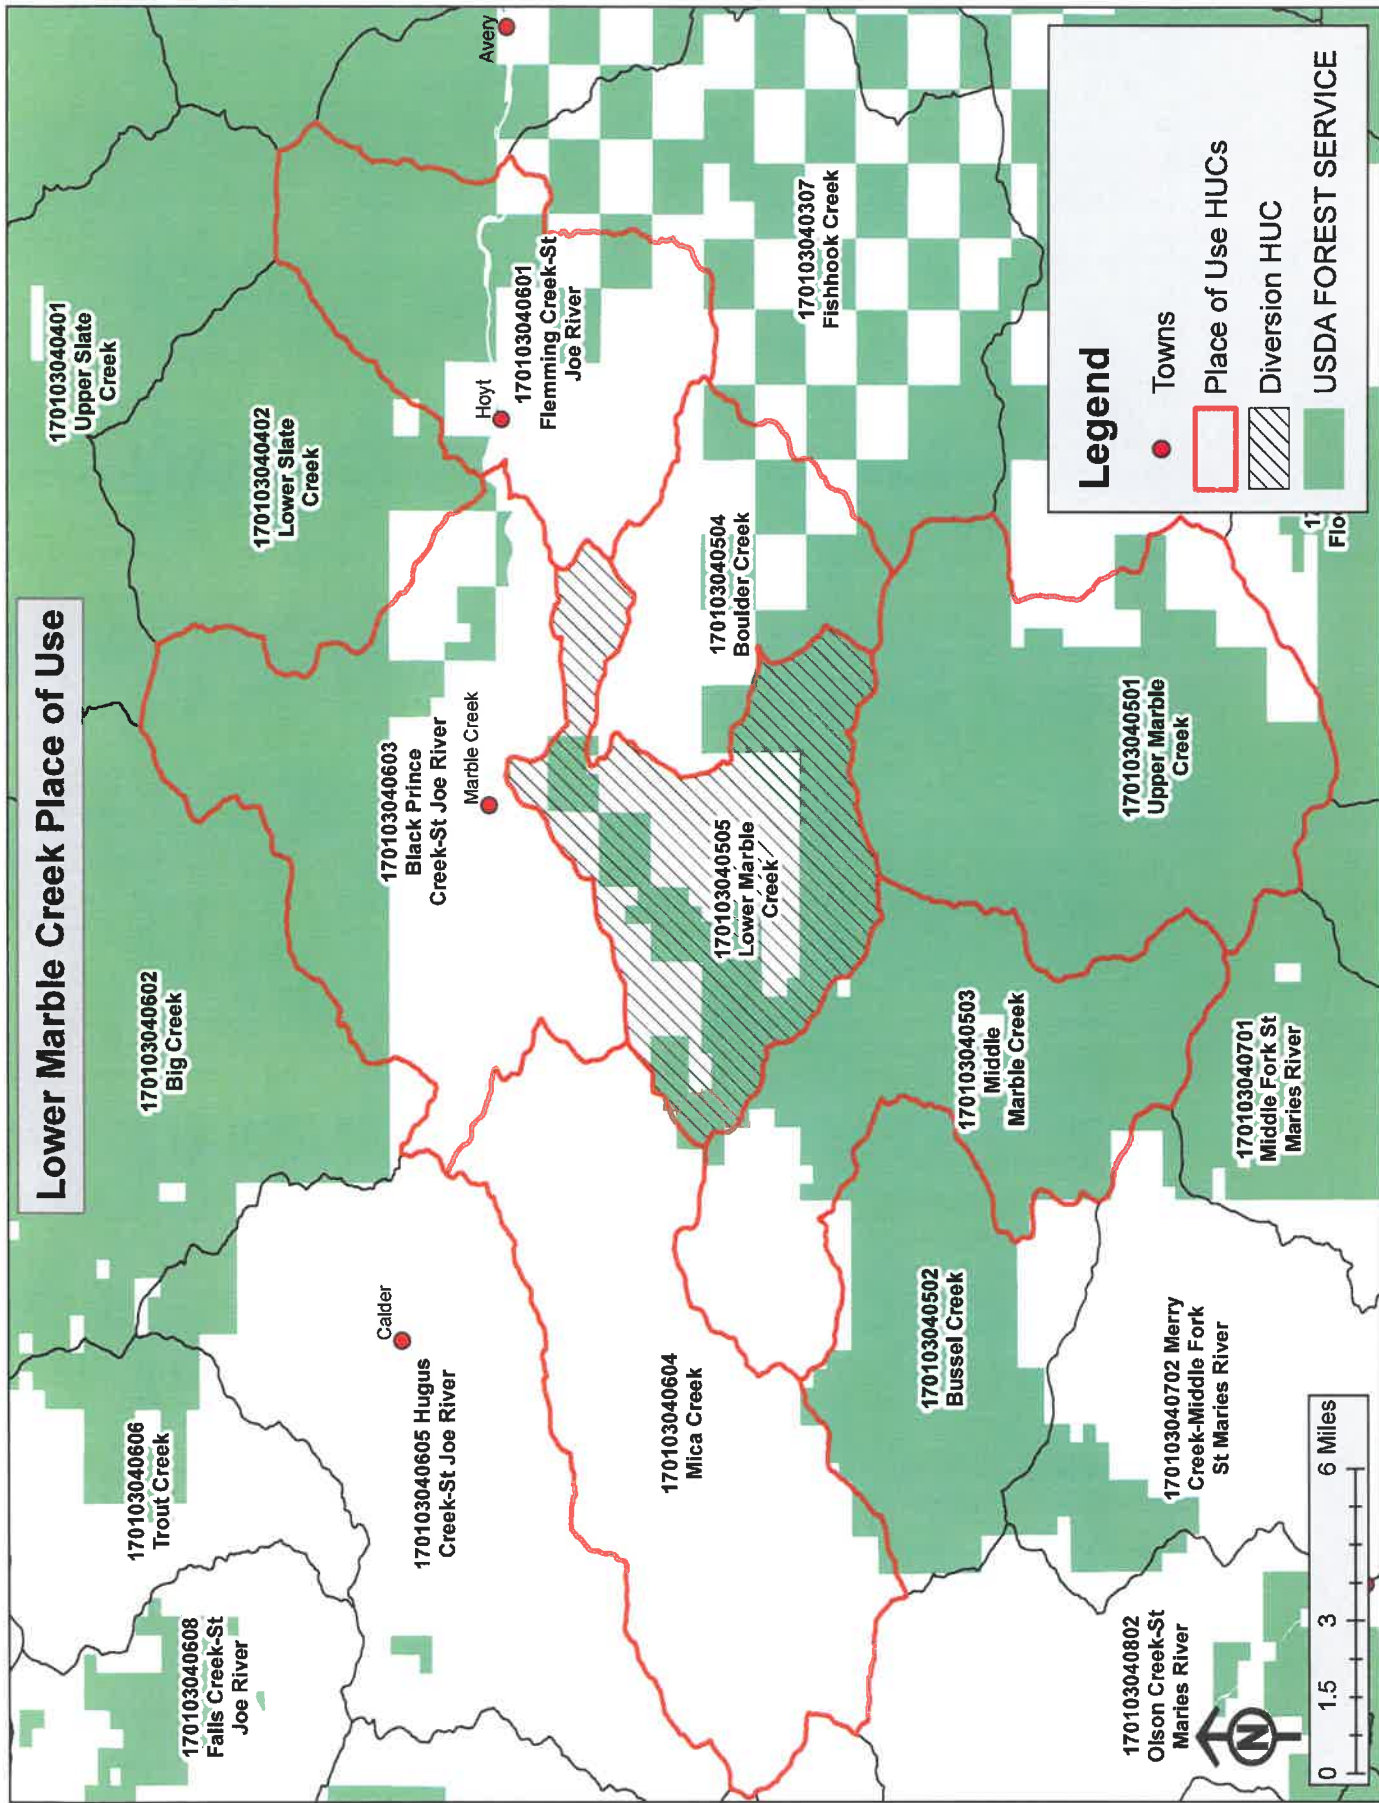 Lower Marble Creek Place of Use
170103040401
Upper Slate
Creek
170103040402
Lower Slate
Creek
170103040602
Big Creek
170103040606
Trout Creek
170103040608
Falls Creek-St
Joe River
Avery
Hoyt
170103040601
Flemming Creek-St
Joe River
170103040603
Black Prince
Creek-St Joe River
Marble Creek
Calder
170103040605 Hugus
Creek-St Joe River
170103040307
Fishhook Creek
170103040504
Boulder Creek
170103040505
Lower Marble
Creek
170103040604
Mica Creek
170103040503
Middle
Marble Creek
170103040501
Upper Marble
Creek
170103040502
Bussel Creek
170103040701
Middle Fork St
Maries River
170103040702 Merry
Creek-Middle Fork
St Maries River
170103040802
Olson Creek-St
Maries River
17
Floo
Legend
Towns
Place of Use HUCs
Diversion HUC
USDA FOREST SERVICE
N
0 1.5 3 6 Miles